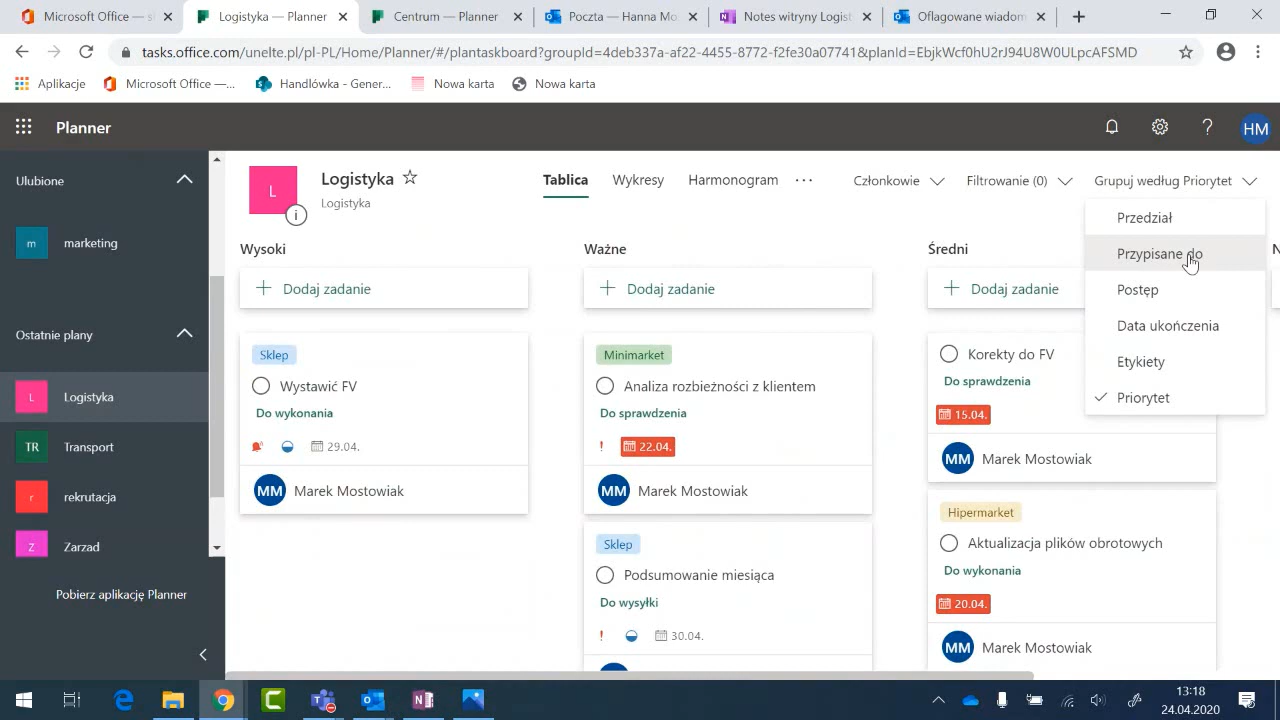 Microsoft Office — s
Logistyka — Planner
Centrum — Planner
Poczta — Hanna Mo
Notes witryny Logist
Oflagowane wiadom
tasks.office.com/unelte.pl/pl-PL/Home/Planner/#/plantaskboard?groupId=4deb337a-af22-4455-8772-f2fe30a07741&planId=EbjkWcf0hU2rJ94U8W0ULpcAFSMD
Aplikacje
Microsoft Office —...
Handlówka - Gener...
Nowa karta
Nowa karta
Planner
HM
Ulubione
m marketing
Ostatnie plany
L Logistyka
TR Transport
r rekrutacja
Z Zarzad
Pobierz aplikację Planner
L
Logistyka
Logistyka
Tablica
Wykresy
Harmonogram
Członkowie
Filtrowanie (0)
Grupuj według Priorytet
Przedział
Przypisane do
Postęp
Data ukończenia
Etykiety
Priorytet
Wysoki
Dodaj zadanie
Sklep
Wystawić FV
Do wykonania
29.04.
MM Marek Mostowiak
Ważne
Dodaj zadanie
Minimarket
Analiza rozbieżności z klientem
Do sprawdzenia
22.04.
MM Marek Mostowiak
Sklep
Podsumowanie miesiąca
Do wysyłki
30.04.
Średni
Dodaj zadanie
Korekty do FV
Do sprawdzenia
15.04.
MM Marek Mostowiak
Hipermarket
Aktualizacja plików obrotowych
Do wykonania
20.04.
MM Marek Mostowiak
13:18
24.04.2020